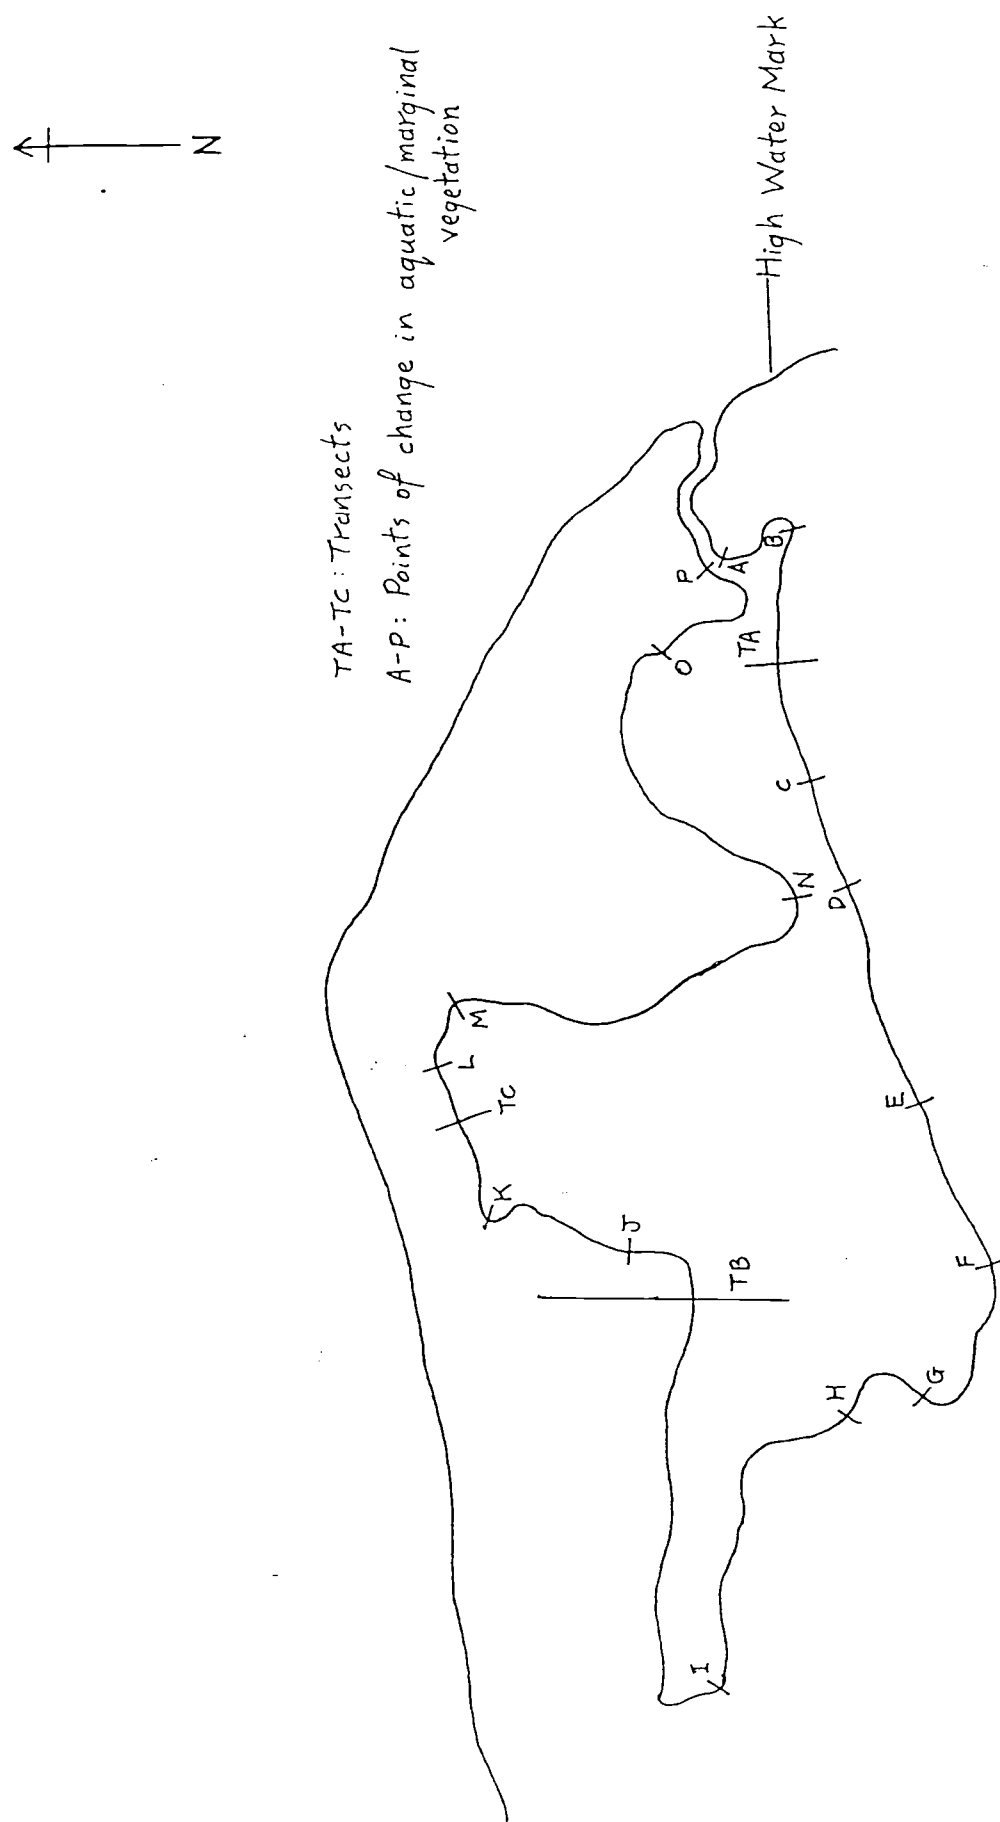 N
TA-TC: Transects
A-P: Points of change in aquatic/marginal
vegetation
High Water Mark
P
A
B
O
TA
C
N
D
M
L
TC
E
K
J
TB
F
G
H
I